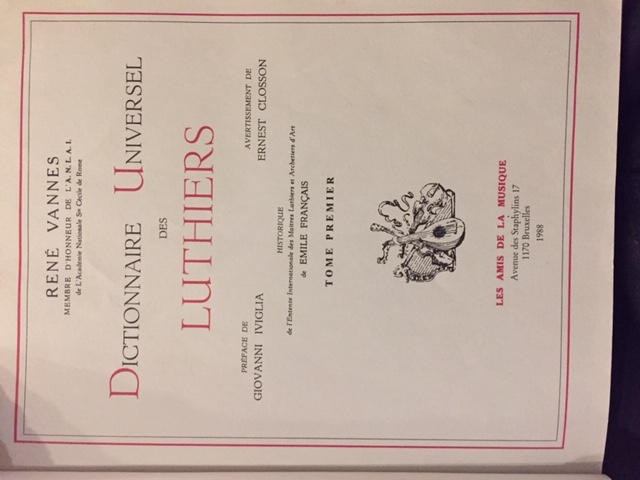 RENÉ VANNES
MEMBRE D'HONNEUR DE L'A.N.L.A.I.
de L'Academie Nationale Ste Cécile de Rome
DICTIONNAIRE UNIVERSEL
DES
LUTHIERS
PRÉFACE DE
GIOVANNI IVIGLIA
AVERTISSEMENT DE
ERNEST CLOSSON
HISTORIQUE
de l'Entente Internationale des Maîtres Luthiers et Archetiers d'Art
de EMILE FRANÇAIS
TOME PREMIER
LES AMIS DE LA MUSIQUE
Avenue des Staphylins 17
1170 Bruxelles
1988